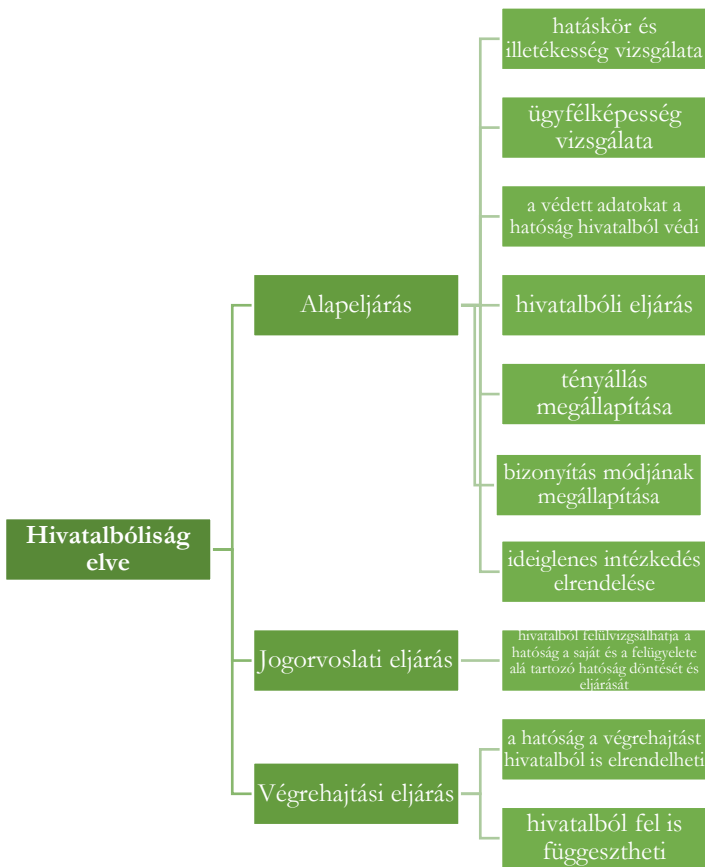 Hivatalbóliság
elve
Alapeljárás
hatáskör és
illetékesség vizsgálata
ügyfélképesség
vizsgálata
a védett adatokat a
hatóság hivatalból védi
hivatalbóli eljárás
tényállás
megállapítása
bizonyítás módjának
megállapítása
ideiglenes intézkedés
elrendelése
Jogorvoslati eljárás
hivatalból felülvizgsálhatja a
hatóság a saját és a felügyelete
alá tartozó hatóság döntését és
eljárását
Végrehajtási eljárás
a hatóság a végrehajtást
hivatalból is elrendelheti
hivatalból fel is
függesztheti